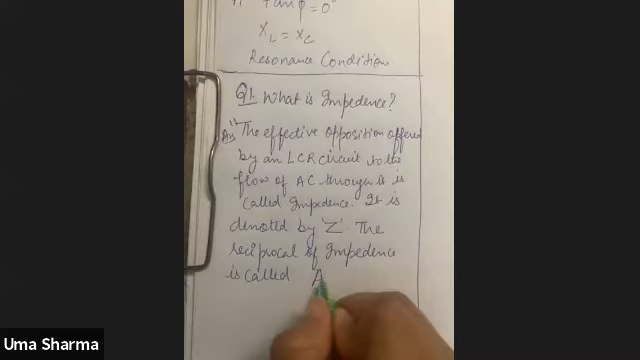 tan φ = 0
X_L = X_C
Resonance Condition
Q1. What is Impedence?
Ans" The effective opposition offered
by an LCR circuit to the
flow of AC through it is
called Impedence. It is
denoted by 'Z'. The
reciprocal of Impedence
is called A
Uma Sharma